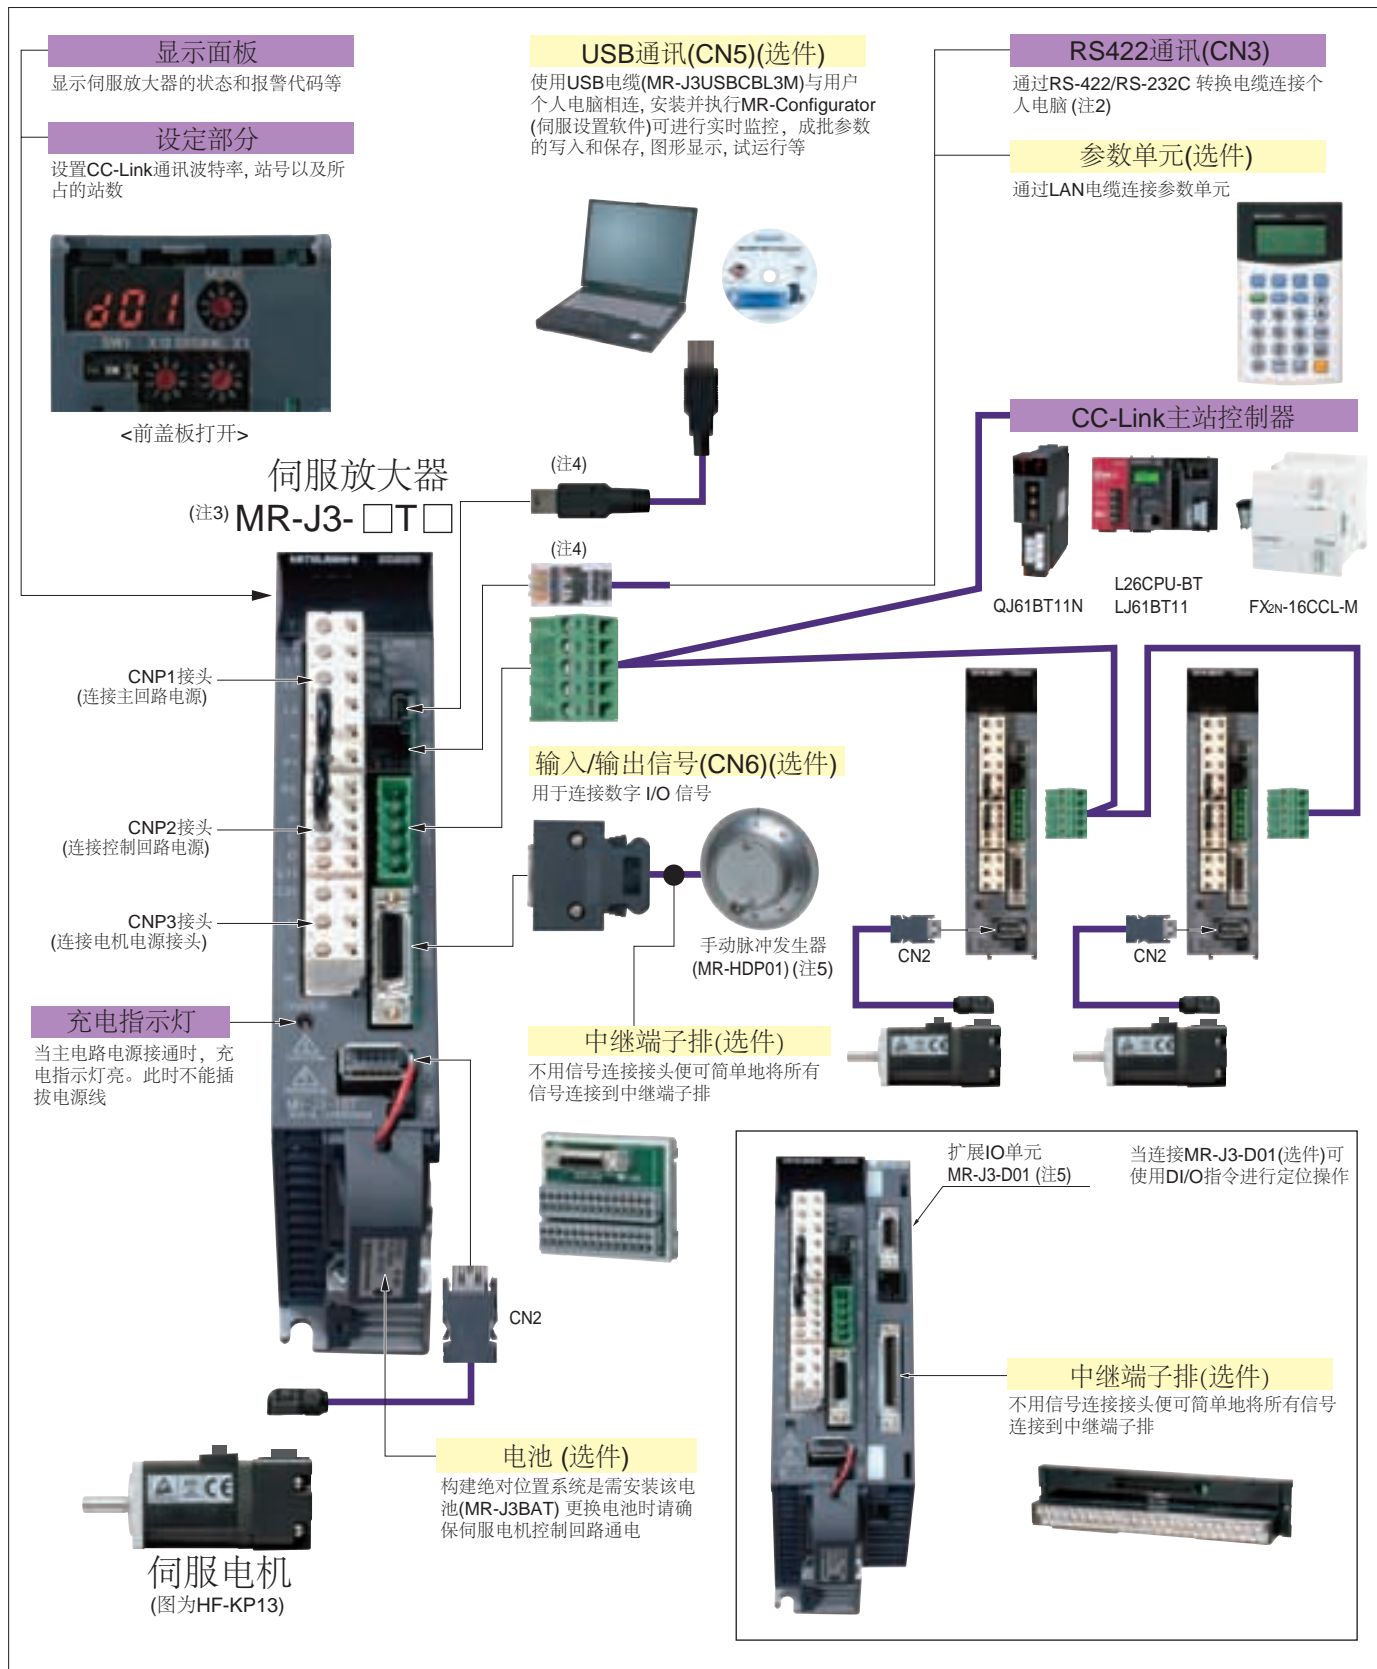 显示面板
显示伺服放大器的状态和报警代码等
设定部分
设置CC-Link通讯波特率, 站号以及所
占的站数
d01
<前盖板打开>
USB通讯(CN5)(选件)
使用USB电缆(MR-J3USBCBL3M)与用户
个人电脑相连, 安装并执行MR-Configurator
(伺服设置软件)可进行实时监控，成批参数
的写入和保存, 图形显示, 试运行等
RS422通讯(CN3)
通过RS-422/RS-232C 转换电缆连接个
人电脑 (注2)
参数单元(选件)
通过LAN电缆连接参数单元
CC-Link主站控制器
QJ61BT11N
L26CPU-BT
LJ61BT11
FX2N-16CCL-M
伺服放大器
(注3) MR-J3-□T□
(注4)
(注4)
CNP1接头
(连接主回路电源)
CNP2接头
(连接控制回路电源)
CNP3接头
(连接电机电源接头)
输入/输出信号(CN6)(选件)
用于连接数字 I/O 信号
手动脉冲发生器
(MR-HDP01) (注5)
CN2
CN2
充电指示灯
当主电路电源接通时，充
电指示灯亮。此时不能插
拔电源线
中继端子排(选件)
不用信号连接接头便可简单地将所有
信号连接到中继端子排
CN2
扩展IO单元
MR-J3-D01 (注5)
当连接MR-J3-D01(选件)可
使用DI/O指令进行定位操作
中继端子排(选件)
不用信号连接接头便可简单地将所有信号
连接到中继端子排
电池 (选件)
构建绝对位置系统是需安装该电
池(MR-J3BAT) 更换电池时请确
保伺服电机控制回路通电
伺服电机
(图为HF-KP13)